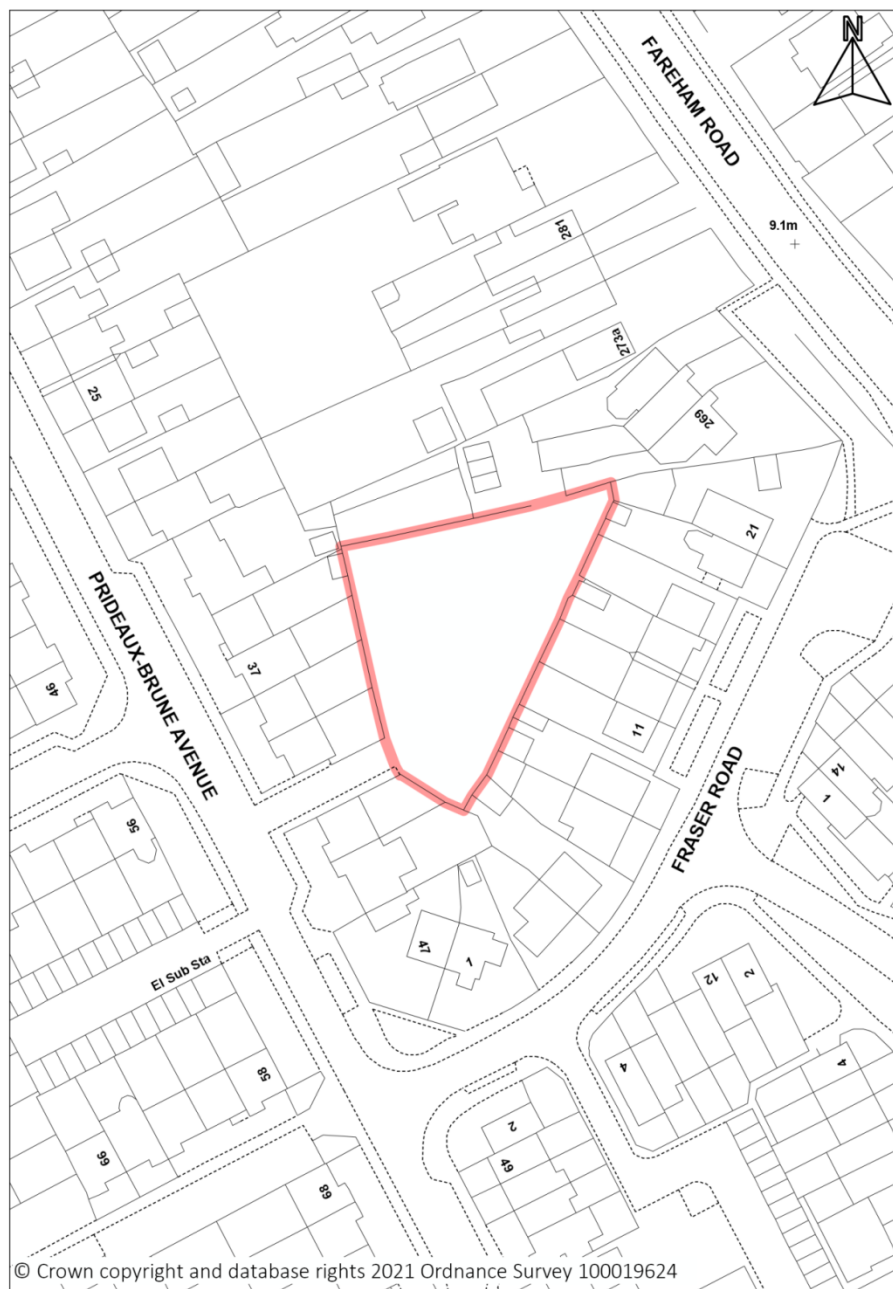 N
FAREHAM ROAD
9.1m
281
273a
25
269
21
PRIDEAUX-BRUNE AVENUE
46
37
11
FRASER ROAD
14
1
56
47
1
El Sub Sta
12
2
58
4
4
2
49
66
68
© Crown copyright and database rights 2021 Ordnance Survey 100019624